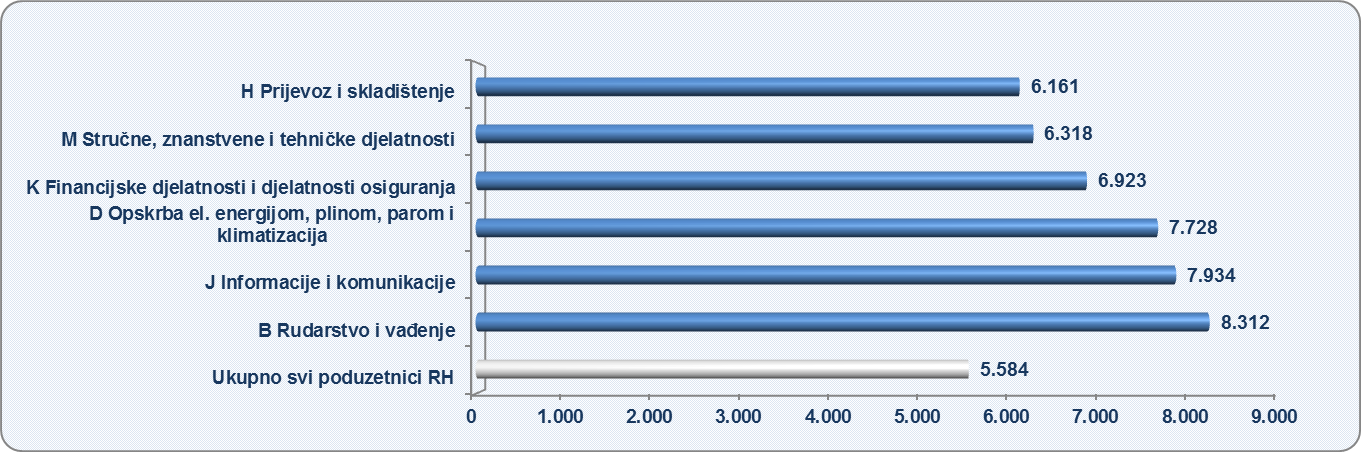 H Prijevoz i skladištenje 6.161
M Stručne, znanstvene i tehničke djelatnosti 6.318
K Financijske djelatnosti i djelatnosti osiguranja 6.923
D Opskrba el. energijom, plinom, parom i
klimatizacija 7.728
J Informacije i komunikacije 7.934
B Rudarstvo i vađenje 8.312
Ukupno svi poduzetnici RH 5.584
0 1.000 2.000 3.000 4.000 5.000 6.000 7.000 8.000 9.000